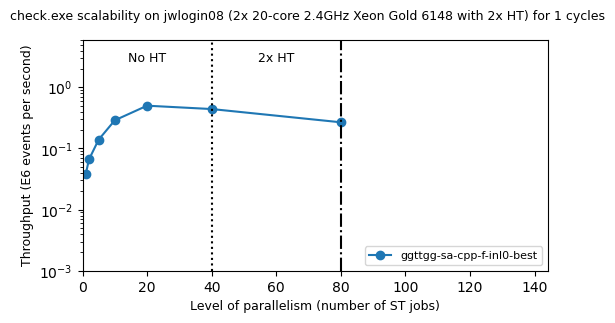 check.exe scalability on jwlogin08 (2x 20-core 2.4GHz Xeon Gold 6148 with 2x HT) for 1 cycles
Throughput (E6 events per second)
10⁰
10⁻¹
10⁻²
10⁻³
No HT
2x HT
ggttgg-sa-cpp-f-inl0-best
0 20 40 60 80 100 120 140
Level of parallelism (number of ST jobs)